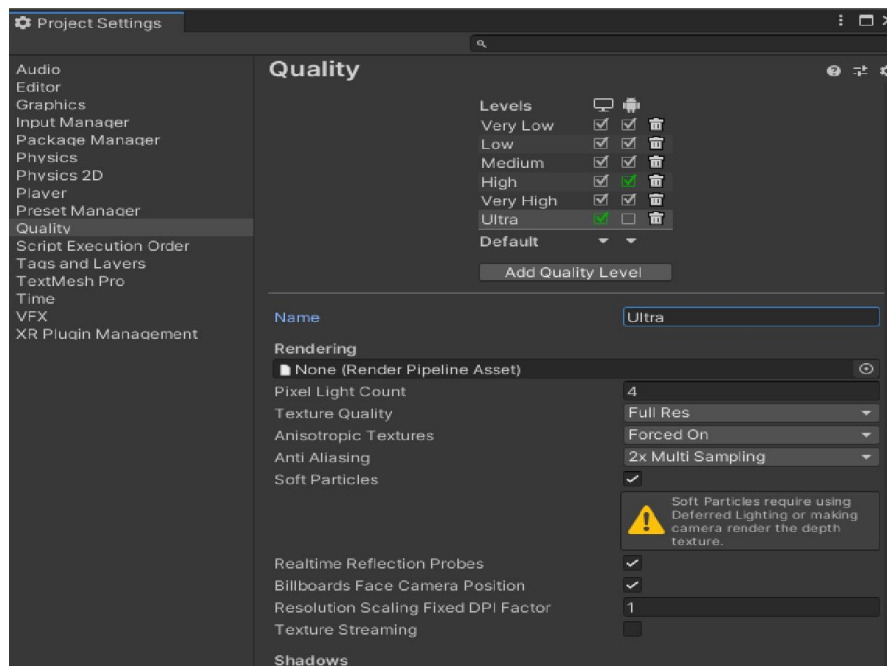 Project Settings
Audio
Editor
Graphics
Input Manager
Package Manager
Physics
Physics 2D
Player
Preset Manager
Quality
Script Execution Order
Tags and Layers
TextMesh Pro
Time
VFX
XR Plugin Management
Quality
Levels
Very Low
Low
Medium
High
Very High
Ultra
Default
Add Quality Level
Name Ultra
Rendering
None (Render Pipeline Asset)
Pixel Light Count 4
Texture Quality Full Res
Anisotropic Textures Forced On
Anti Aliasing 2x Multi Sampling
Soft Particles
Soft Particles require using
Deferred Lighting or making
camera render the depth
texture.
Realtime Reflection Probes
Billboards Face Camera Position
Resolution Scaling Fixed DPI Factor 1
Texture Streaming
Shadows